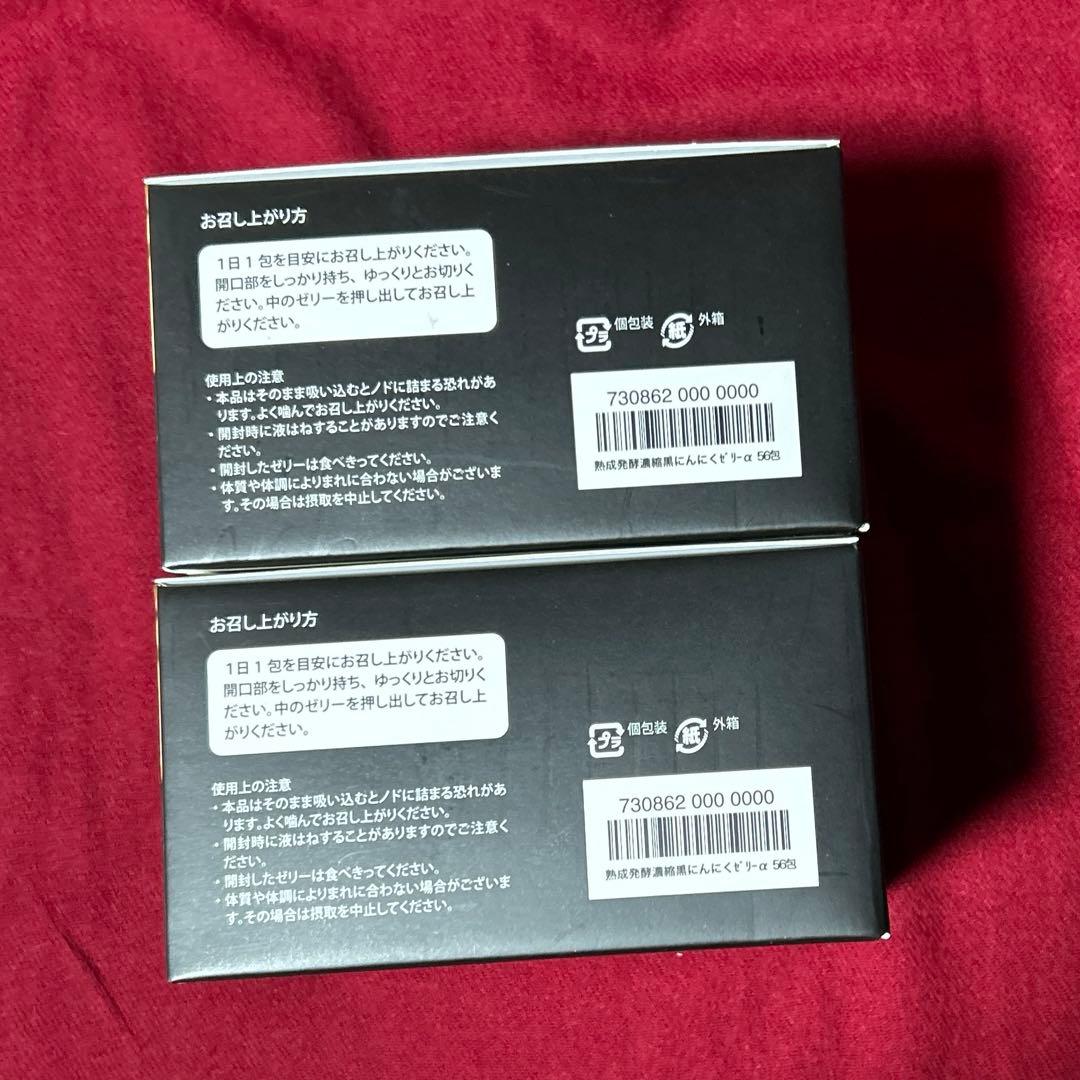 お召し上がり方
1日1包を目安にお召し上がりください。
開口部をしっかり持ち、ゆっくりとお切りく
ださい。中のゼリーを押し出してお召し上
がりください。
使用上の注意
・本品はそのまま吸い込むとノドに詰まる恐れがあ
ります。よく噛んでお召し上がりください。
・開封時に液はねすることがありますのでご注意く
ださい。
・開封したゼリーは食べきってください。
・体質や体調によりまれに合わない場合がございま
す。その場合は摂取を中止してください。
プラ 個包装 紙 外箱
730862 000 0000
熟成発酵濃縮黒にんにくｾﾞﾘｰα 56包
お召し上がり方
1日1包を目安にお召し上がりください。
開口部をしっかり持ち、ゆっくりとお切りく
ださい。中のゼリーを押し出してお召し上
がりください。
使用上の注意
・本品はそのまま吸い込むとノドに詰まる恐れがあ
ります。よく噛んでお召し上がりください。
・開封時に液はねすることがありますのでご注意く
ださい。
・開封したゼリーは食べきってください。
・体質や体調によりまれに合わない場合がございま
す。その場合は摂取を中止してください。
プラ 個包装 紙 外箱
730862 000 0000
熟成発酵濃縮黒にんにくｾﾞﾘｰα 56包